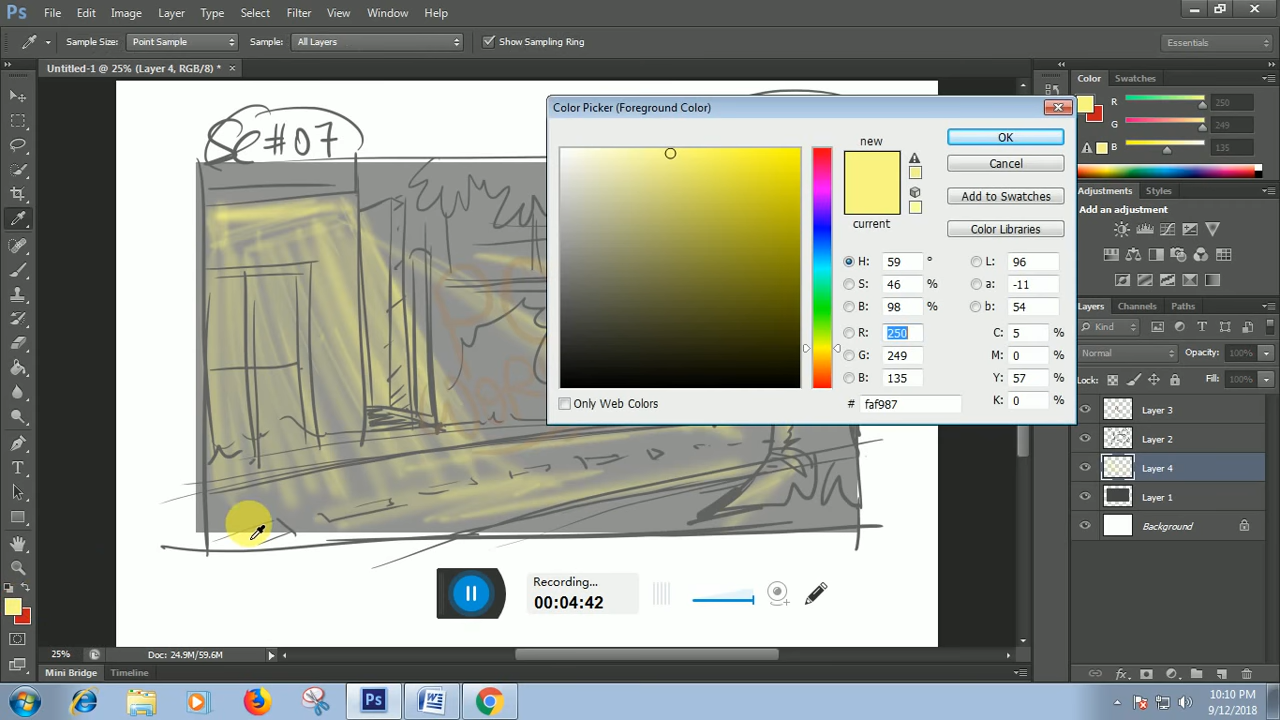 Ps File Edit Image Layer Type Select Filter View Window Help
Sample Size: Point Sample Sample: All Layers Show Sampling Ring Essentials
Untitled-1 @ 25% (Layer 4, RGB/8) * ×
Sc#07
Color Picker (Foreground Color)
new
current
OK
Cancel
Add to Swatches
Color Libraries
H: 59 °
S: 46 %
B: 98 %
R: 250
G: 249
B: 135
L: 96
a: -11
b: 54
C: 5 %
M: 0 %
Y: 57 %
K: 0 %
# faf987
Only Web Colors
Color Swatches
R 250
G 249
B 135
Adjustments Styles
Add an adjustment
Layers Channels Paths
Kind
Normal Opacity:
Lock: Fill:
Layer 3
Layer 2
Layer 4
Layer 1
Background
Recording...
00:04:42
25% Doc: 24.9M/59.6M
Mini Bridge Timeline
Ps W
10:10 PM
9/12/2018